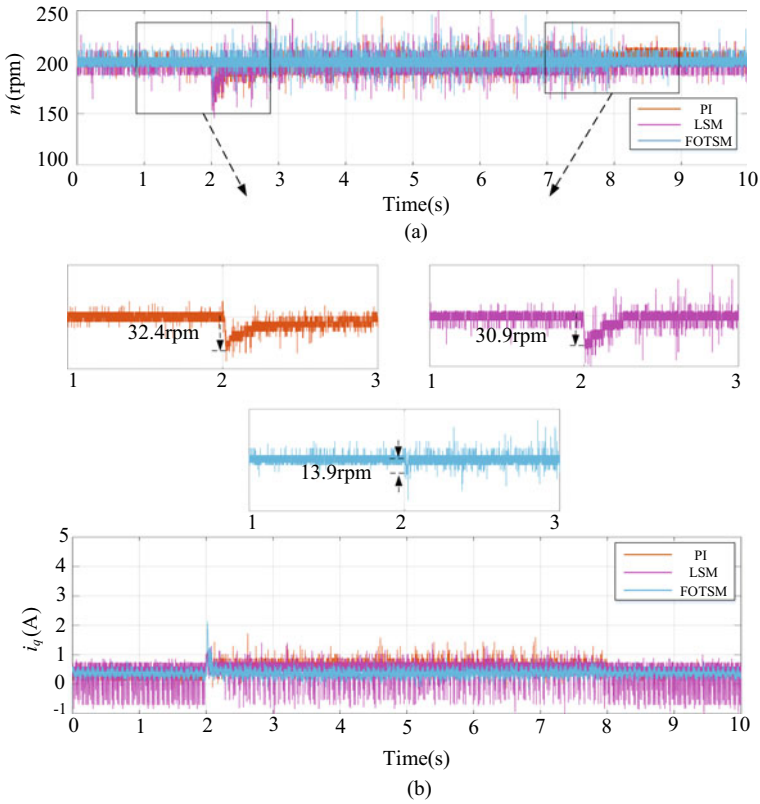 n (rpm)
250
200
150
100
PI
LSM
FOTSM
0 1 2 3 4 5 6 7 8 9 10
Time(s)
(a)
32.4rpm
1 2 3
30.9rpm
1 2 3
13.9rpm
1 2 3
i_q (A)
5
4
3
2
1
0
-1
PI
LSM
FOTSM
0 1 2 3 4 5 6 7 8 9 10
Time(s)
(b)